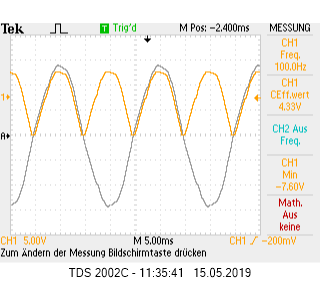 Tek Trig'd M Pos: -2.400ms MESSUNG
CH1
Freq.
100.0Hz
CH1
CEff.wert
4.33V
CH2 Aus
Freq.
CH1
Min
-7.60V
Math.
Aus
keine
1
A
CH1 5.00V M 5.00ms CH1 -200mV
Zum Ändern der Messung Bildschirmtaste drücken
TDS 2002C - 11:35:41 15.05.2019